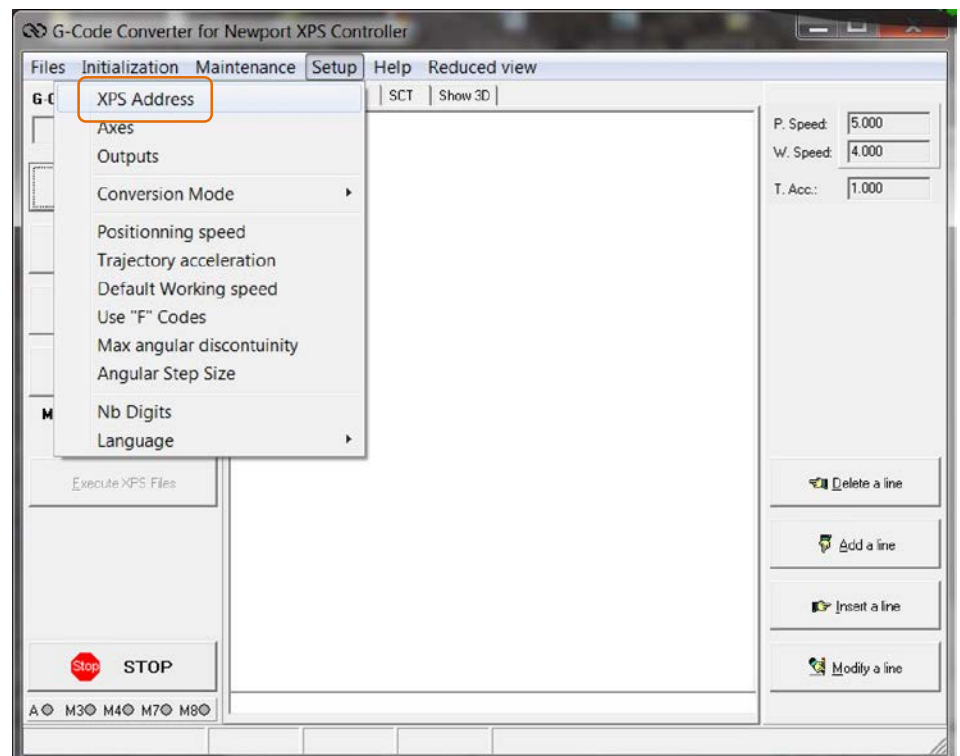 G-Code Converter for Newport XPS Controller
Files Initialization Maintenance Setup Help Reduced view
SCT Show 3D
XPS Address
Axes
Outputs
Conversion Mode
Positionning speed
Trajectory acceleration
Default Working speed
Use "F" Codes
Max angular discontuinity
Angular Step Size
Nb Digits
Language
P. Speed: 5.000
W. Speed: 4.000
T. Acc.: 1.000
Execute XPS Files
STOP
Stop
A M3 M4 M7 M8
Delete a line
Add a line
Insert a line
Modify a line